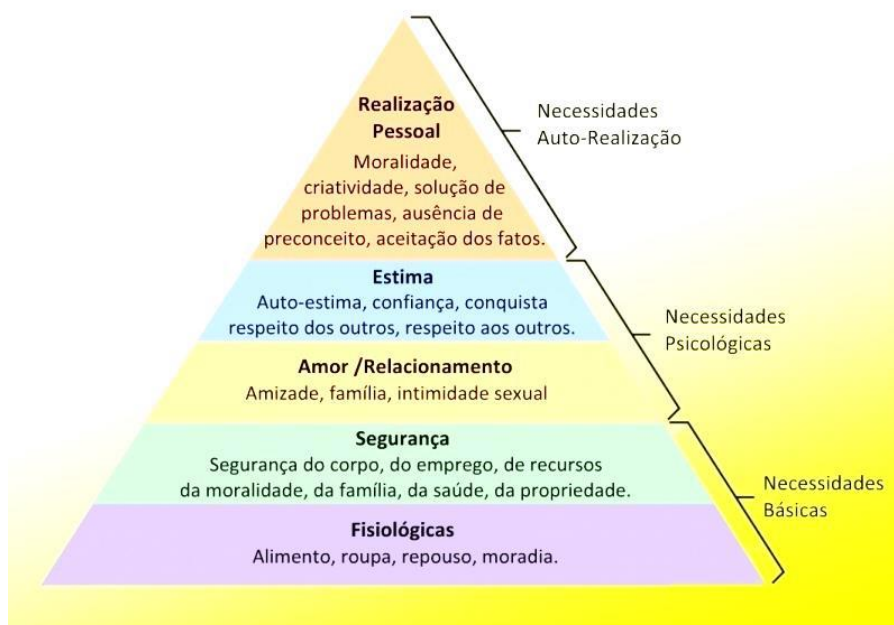 Realização
Pessoal
Moralidade,
criatividade, solução de
problemas, ausência de
preconceito, aceitação dos fatos.
Necessidades
Auto-Realização
Estima
Auto-estima, confiança, conquista
respeito dos outros, respeito aos outros.
Amor /Relacionamento
Amizade, família, intimidade sexual
Necessidades
Psicológicas
Segurança
Segurança do corpo, do emprego, de recursos
da moralidade, da família, da saúde, da propriedade.
Fisiológicas
Alimento, roupa, repouso, moradia.
Necessidades
Básicas